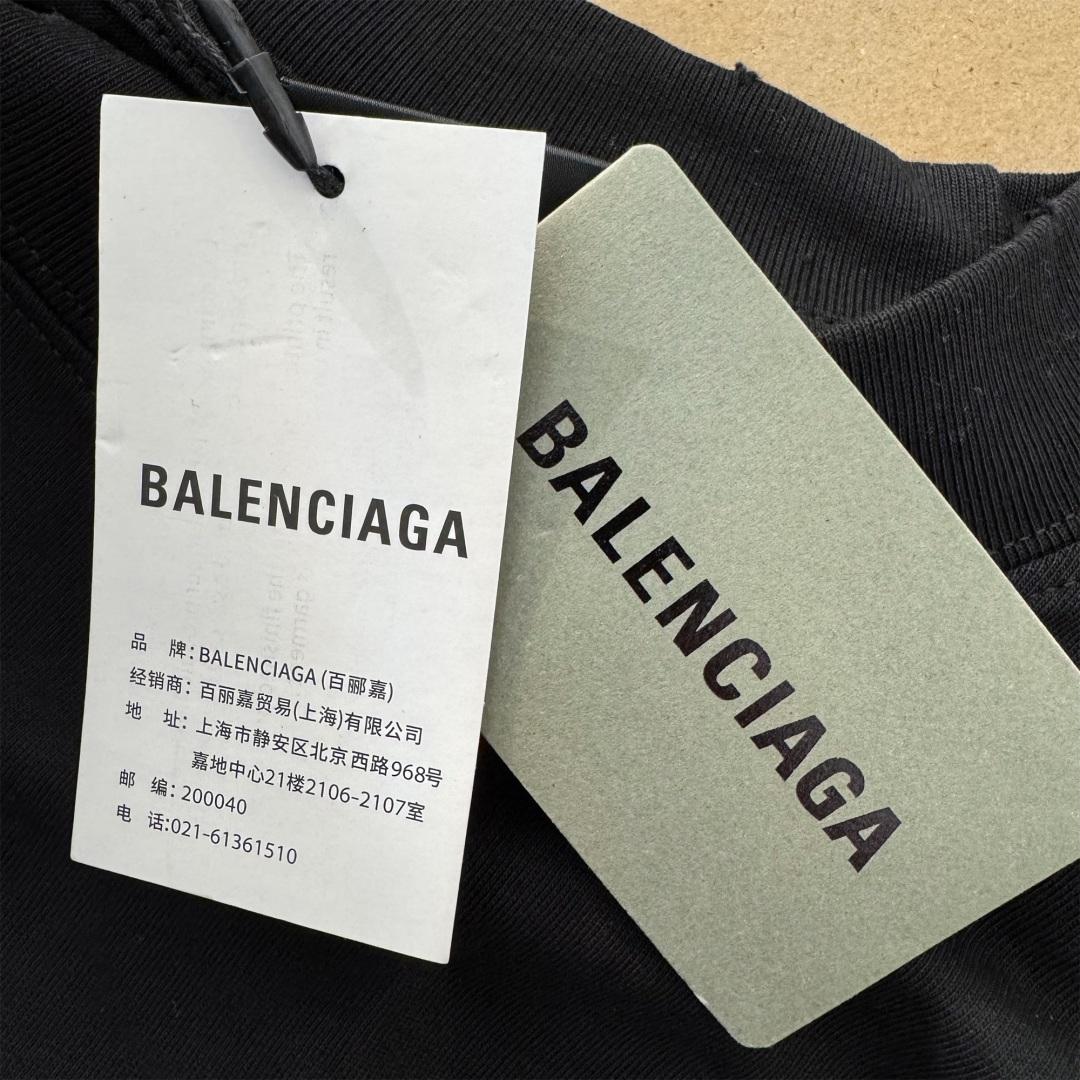 BALENCIAGA
品 牌:BALENCIAGA (百郦嘉)
经销商: 百丽嘉贸易(上海)有限公司
地 址: 上海市静安区北京西路968号
嘉地中心21楼2106-2107室
邮 编: 200040
电 话:021-61361510
BALENCIAGA